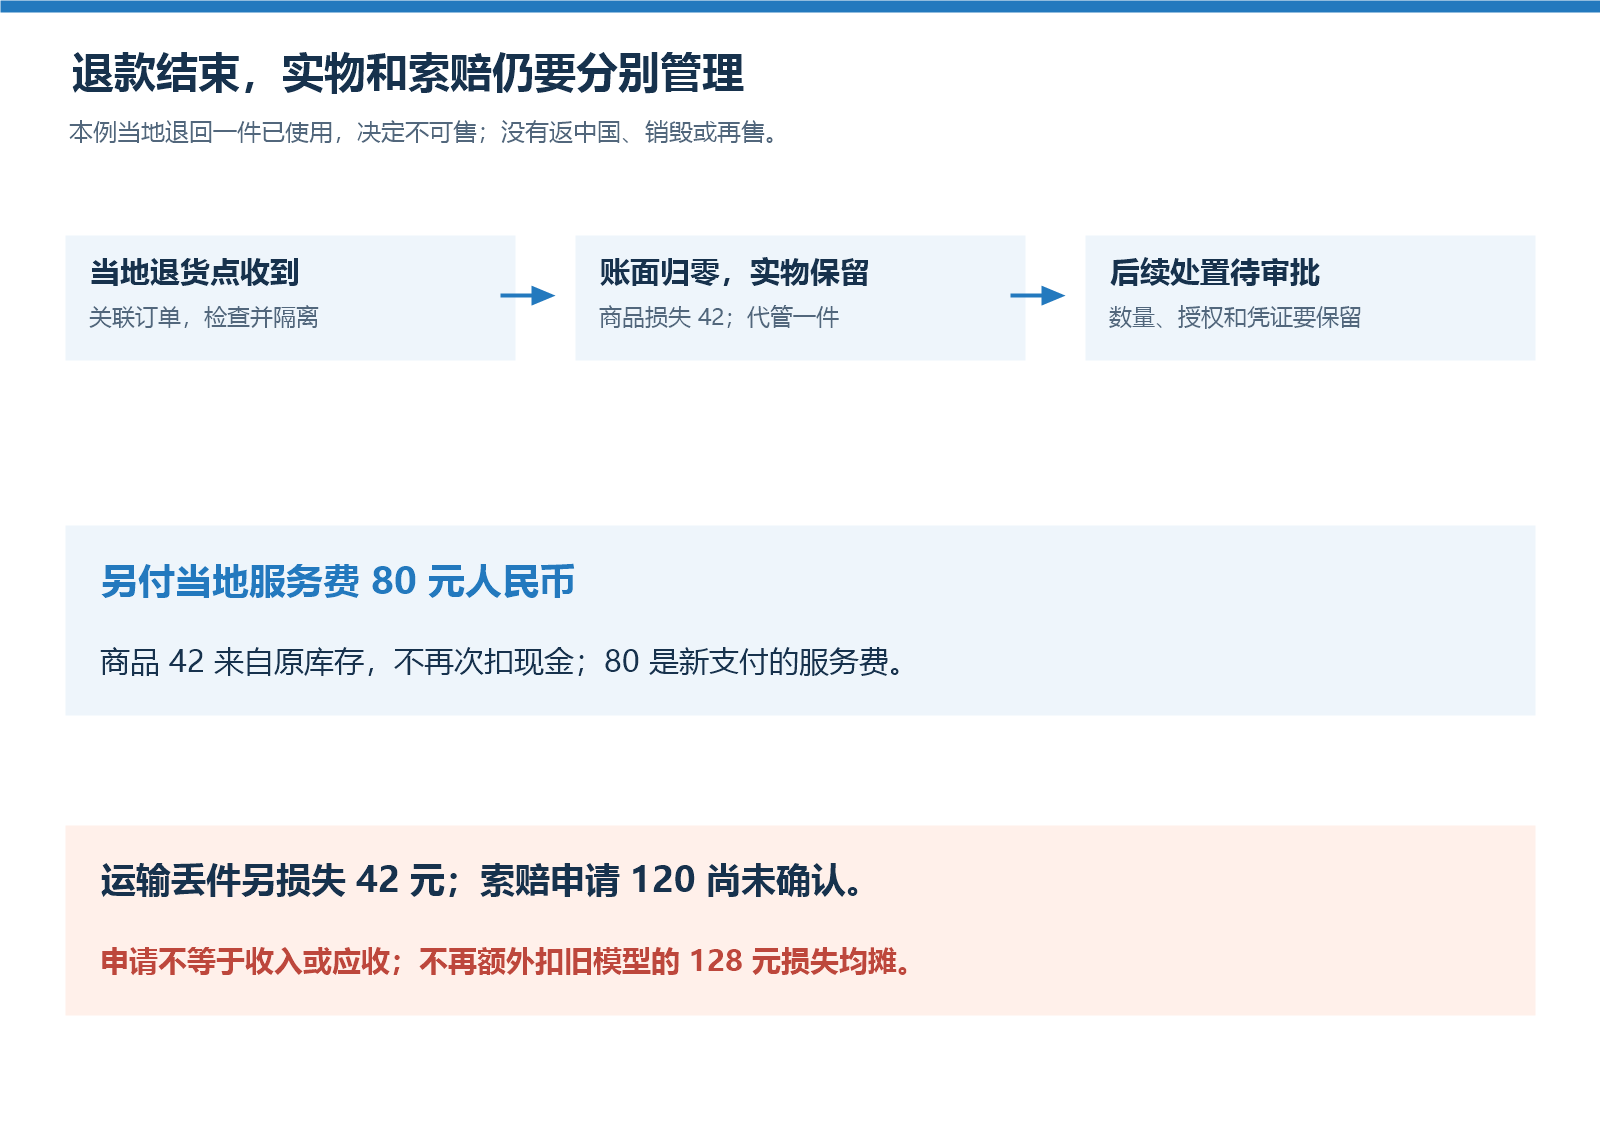 退款结束，实物和索赔仍要分别管理
本例当地退回一件已使用，决定不可售；没有返中国、销毁或再售。
当地退货点收到
关联订单，检查并隔离
账面归零，实物保留
商品损失 42；代管一件
后续处置待审批
数量、授权和凭证要保留
另付当地服务费 80 元人民币
商品 42 来自原库存，不再次扣现金；80 是新支付的服务费。
运输丢件另损失 42 元；索赔申请 120 尚未确认。
申请不等于收入或应收；不再额外扣旧模型的 128 元损失均摊。